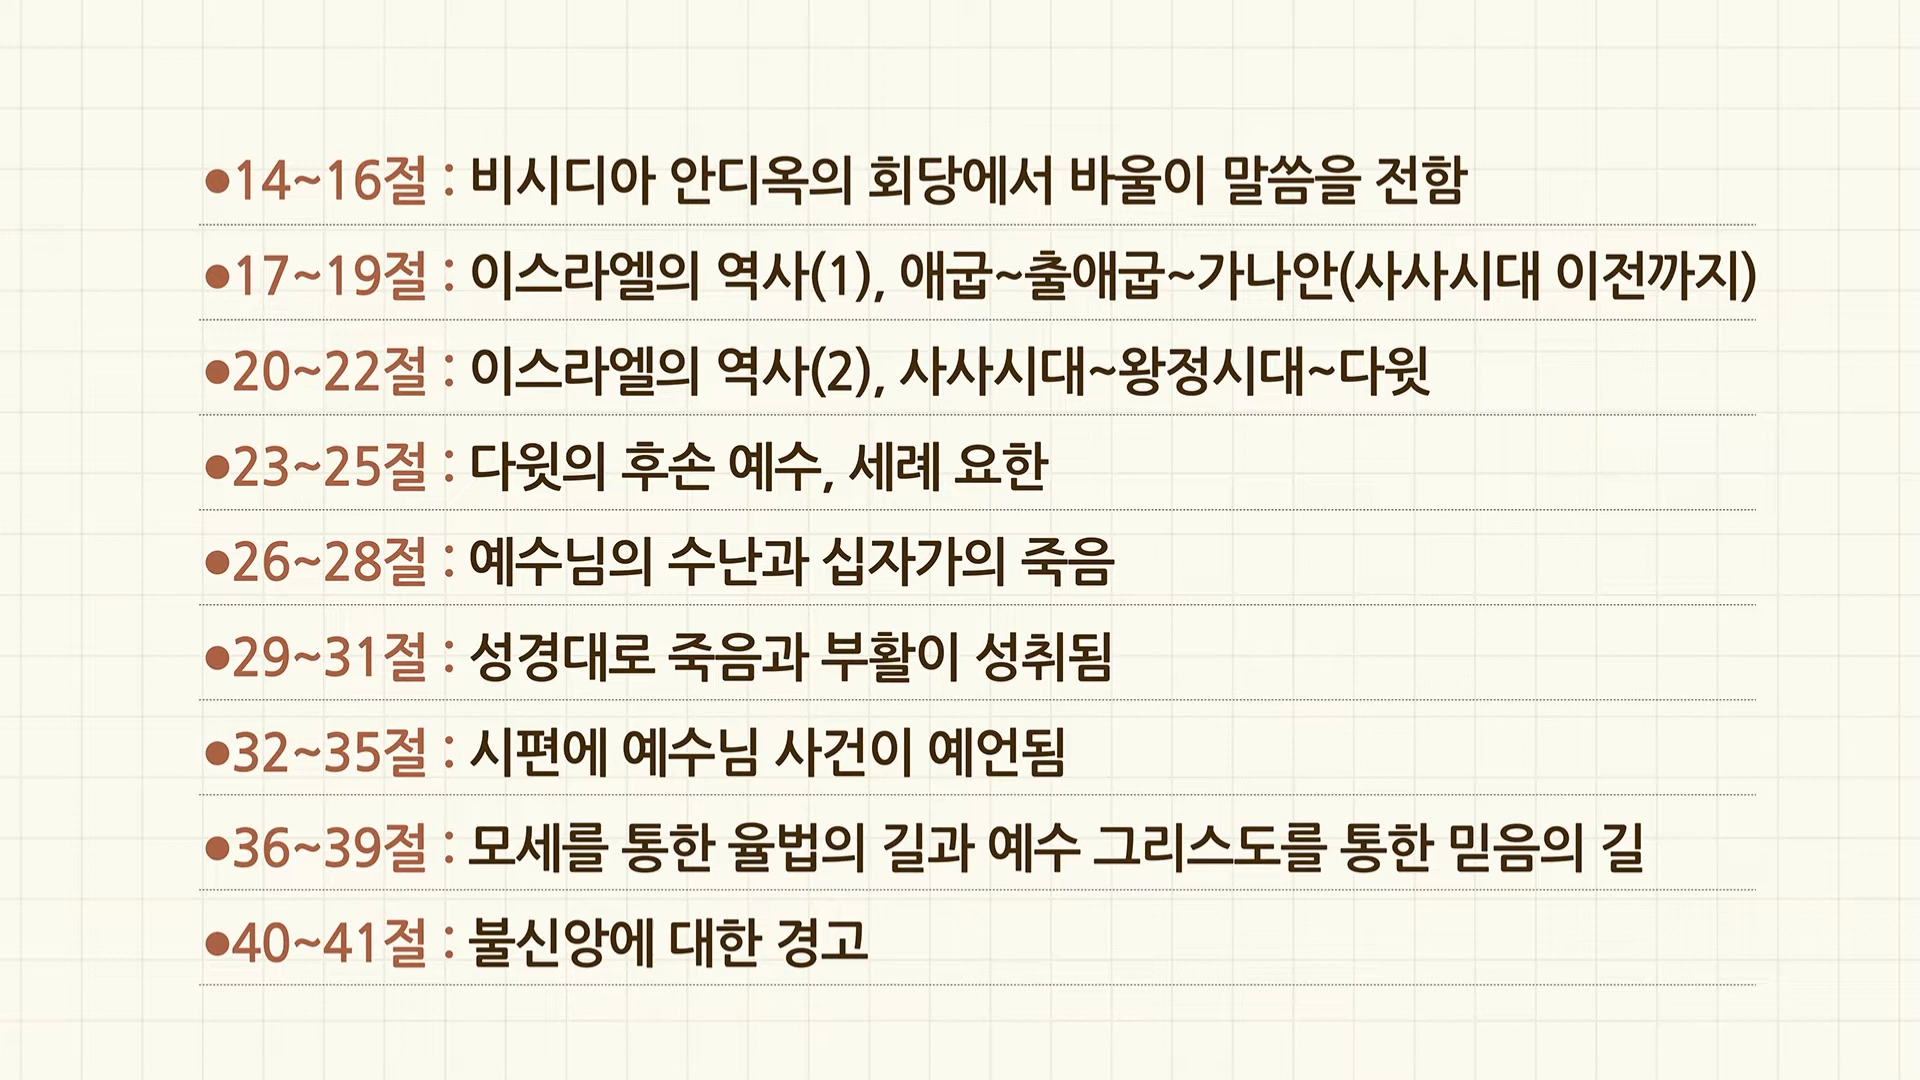 ●14~16절 : 비시디아 안디옥의 회당에서 바울이 말씀을 전함
●17~19절 : 이스라엘의 역사(1), 애굽~출애굽~가나안(사사시대 이전까지)
●20~22절 : 이스라엘의 역사(2), 사사시대~왕정시대~다윗
●23~25절 : 다윗의 후손 예수, 세례 요한
●26~28절 : 예수님의 수난과 십자가의 죽음
●29~31절 : 성경대로 죽음과 부활이 성취됨
●32~35절 : 시편에 예수님 사건이 예언됨
●36~39절 : 모세를 통한 율법의 길과 예수 그리스도를 통한 믿음의 길
●40~41절 : 불신앙에 대한 경고